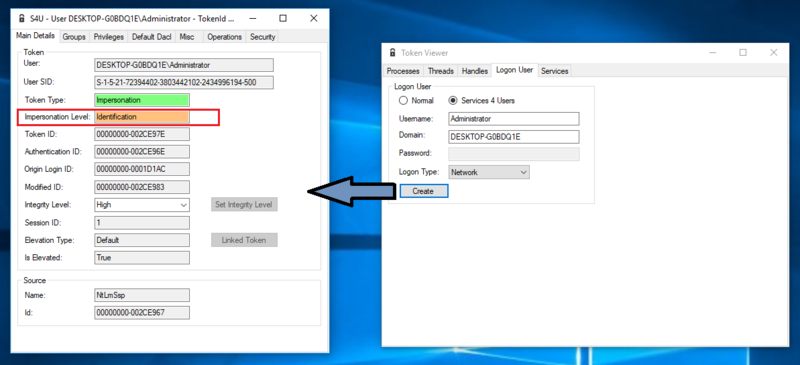 S4U - User DESKTOP-G0BDQ1E\Administrator - TokenId ...
Main Details Groups Privileges Default Dacl Misc Operations Security
Token
User: DESKTOP-G0BDQ1E\Administrator
User SID: S-1-5-21-72394402-3803442102-2434996194-500
Token Type: Impersonation
Impersonation Level: Identification
Token ID: 00000000-002CE97E
Authentication ID: 00000000-002CE96E
Origin Login ID: 00000000-0001D1AC
Modified ID: 00000000-002CE983
Integrity Level: High Set Integrity Level
Session ID: 1
Elevation Type: Default Linked Token
Is Elevated: True
Source
Name: NtLmSsp
Id: 00000000-002CE967
Token Viewer
Processes Threads Handles Logon User Services
Logon User
Normal Services 4 Users
Username: Administrator
Domain: DESKTOP-G0BDQ1E
Password:
Logon Type: Network
Create